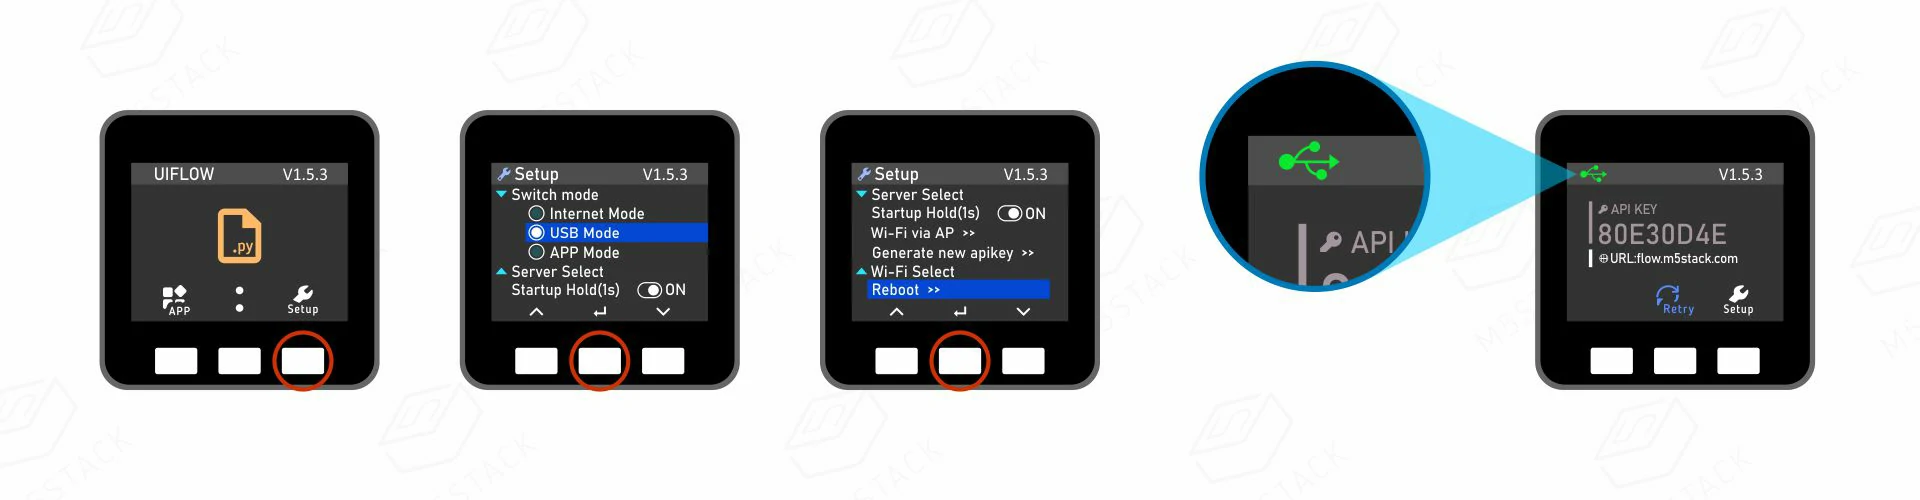 UIFLOW V1.5.3
.py
APP
Setup
Setup V1.5.3
Switch mode
Internet Mode
USB Mode
APP Mode
Server Select
Startup Hold(1s) ON
Setup V1.5.3
Server Select
Startup Hold(1s) ON
Wi-Fi via AP >>
Generate new apikey >>
Wi-Fi Select
Reboot >>
API
V1.5.3
API KEY
80E30D4E
URL:flow.m5stack.com
Retry
Setup
M5STACK